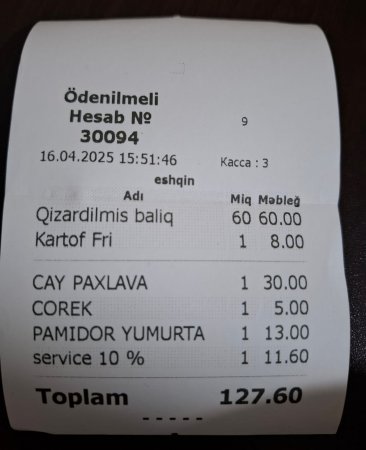 Ödenilmeli
Hesab №
30094
9
16.04.2025 15:51:46 Kacca : 3
eshqin
Adı Miq Məbləğ
Qizardilmis baliq 60 60.00
Kartof Fri 1 8.00
CAY PAXLAVA 1 30.00
COREK 1 5.00
PAMIDOR YUMURTA 1 13.00
service 10 % 1 11.60
Toplam 127.60
-----